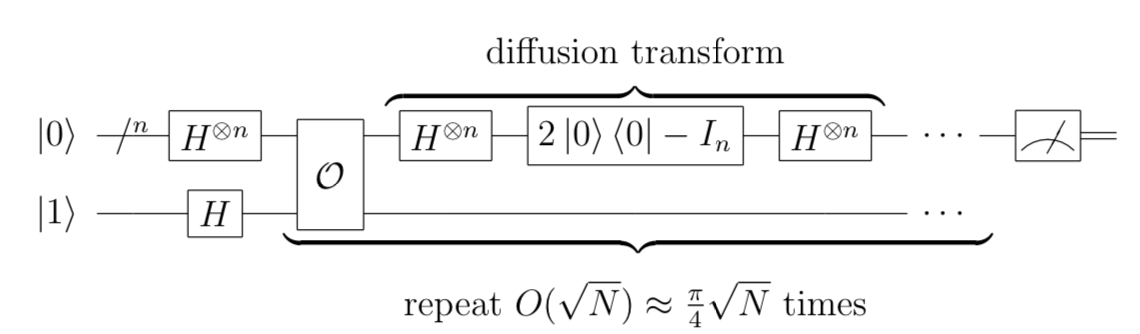 diffusion transform
|0⟩ /ⁿ H^{⊗n} 𝒪 H^{⊗n} 2|0⟩⟨0| − I_n H^{⊗n} ···
|1⟩ H ···
repeat O(√N) ≈ π/4 √N times